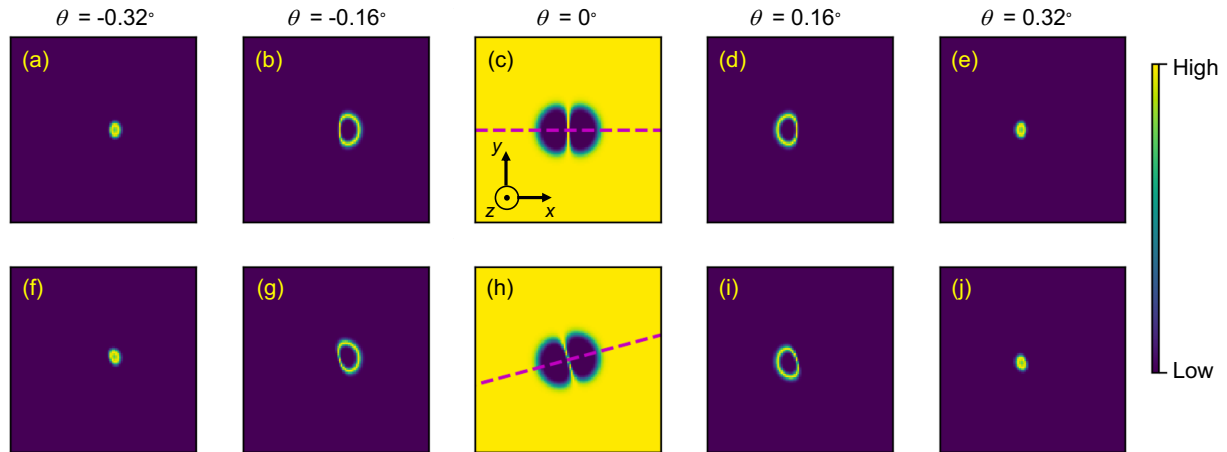 θ = -0.32° θ = -0.16° θ = 0° θ = 0.16° θ = 0.32°
(a) (b) (c) (d) (e)
High
y
z x
(f) (g) (h) (i) (j)
Low